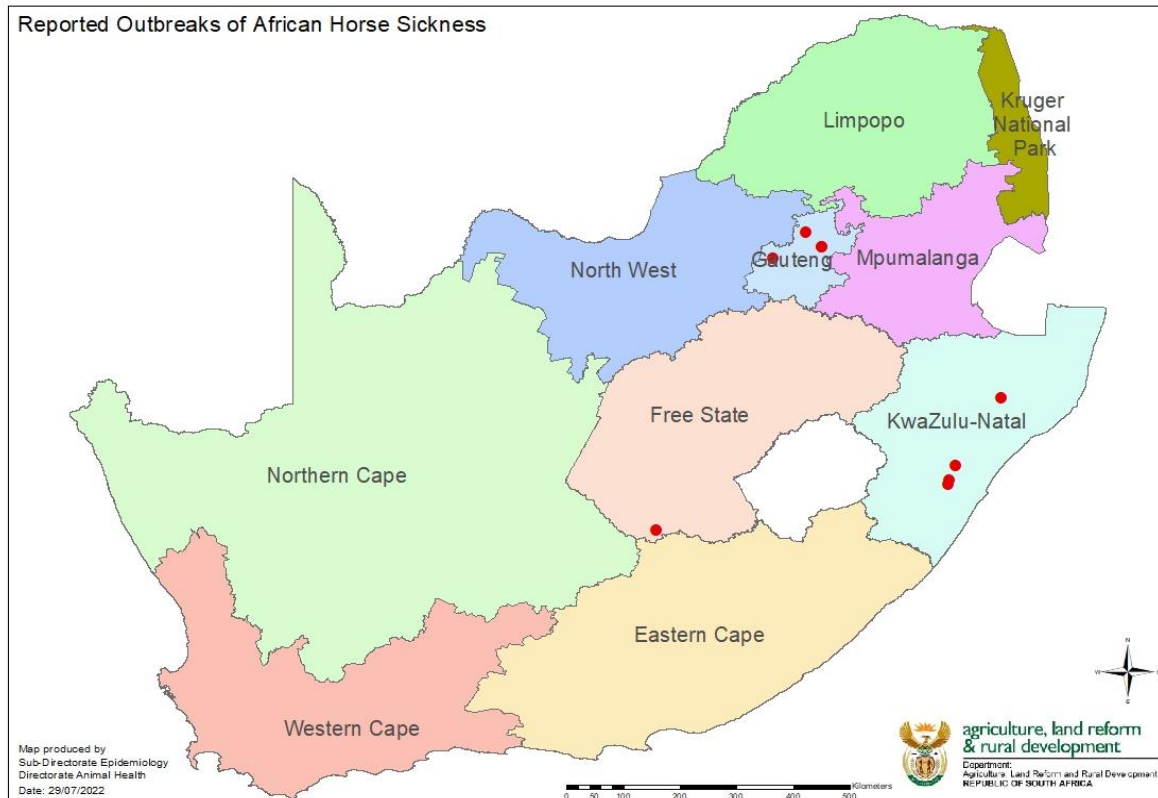 Reported Outbreaks of African Horse Sickness
Limpopo
Kruger
National
Park
North West
Gauteng
Mpumalanga
Free State
KwaZulu-Natal
Northern Cape
Eastern Cape
Western Cape
Map produced by
Sub-Directorate Epidemiology
Directorate Animal Health
Date: 29/07/2022
Kilometers
0 50 100 200 300 400 500
N
W
S
agriculture, land reform
& rural development
Department:
Agriculture, Land Reform and Rural Development
REPUBLIC OF SOUTH AFRICA